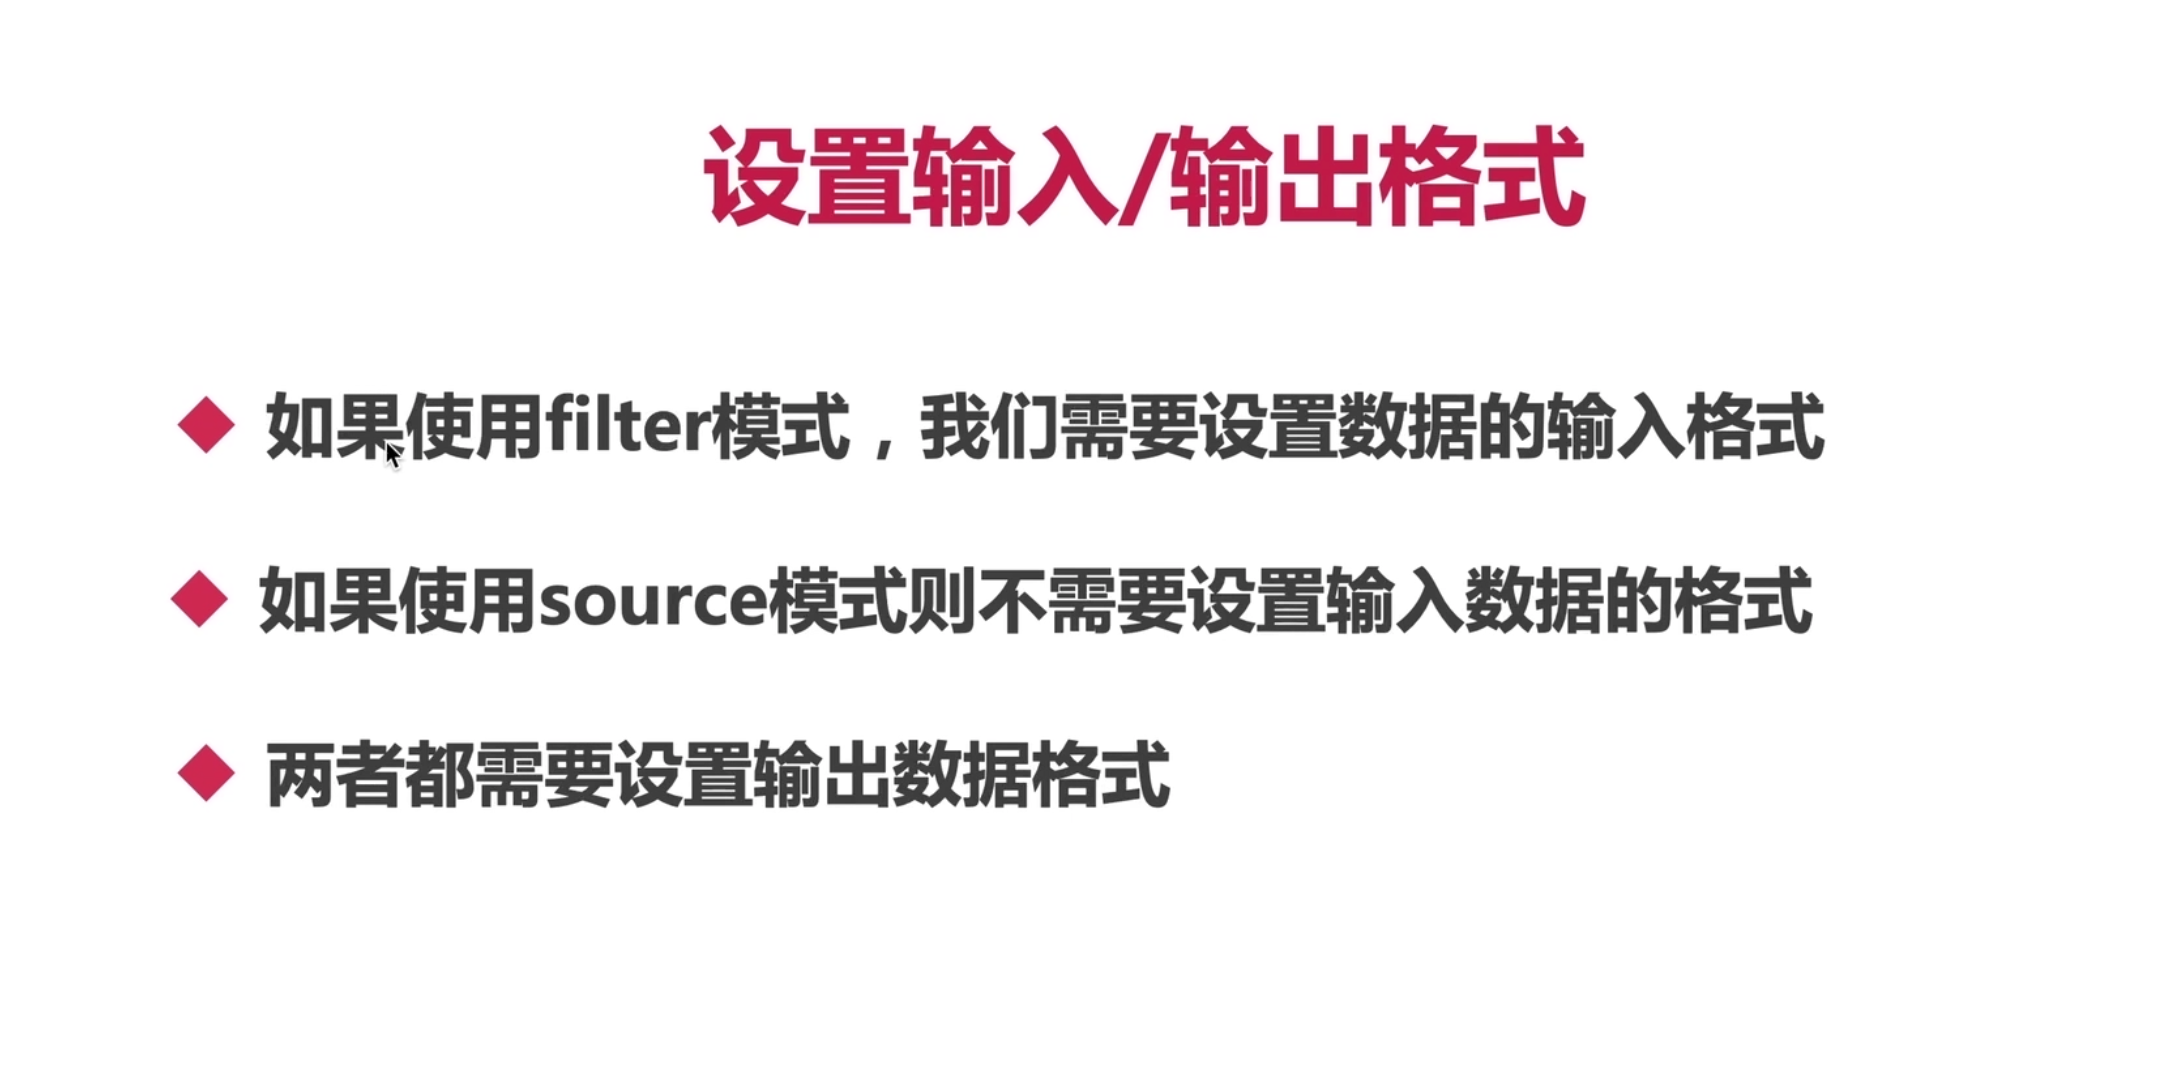 设置输入/输出格式
如果使用filter模式，我们需要设置数据的输入格式
如果使用source模式则不需要设置输入数据的格式
两者都需要设置输出数据格式